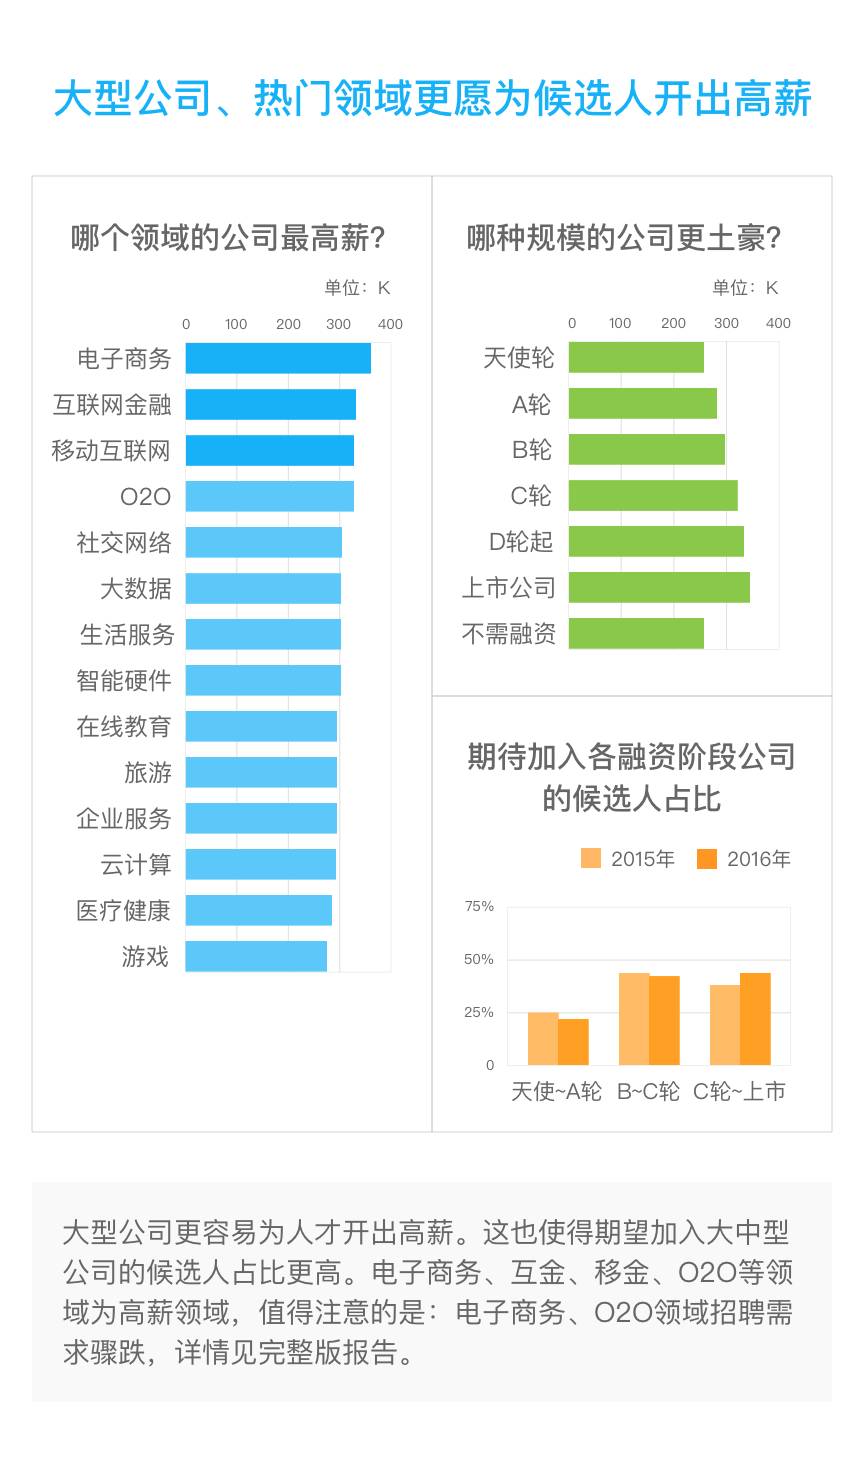 大型公司、热门领域更愿为候选人开出高薪
哪个领域的公司最高薪?
单位：K
0 100 200 300 400
电子商务
互联网金融
移动互联网
O2O
社交网络
大数据
生活服务
智能硬件
在线教育
旅游
企业服务
云计算
医疗健康
游戏
哪种规模的公司更土豪?
单位：K
0 100 200 300 400
天使轮
A轮
B轮
C轮
D轮起
上市公司
不需融资
期待加入各融资阶段公司
的候选人占比
2015年 2016年
75%
50%
25%
0
天使~A轮 B~C轮 C轮~上市
大型公司更容易为人才开出高薪。这也使得期望加入大中型
公司的候选人占比更高。电子商务、互金、移金、O2O等领
域为高薪领域，值得注意的是：电子商务、O2O领域招聘需
求骤跌，详情见完整版报告。